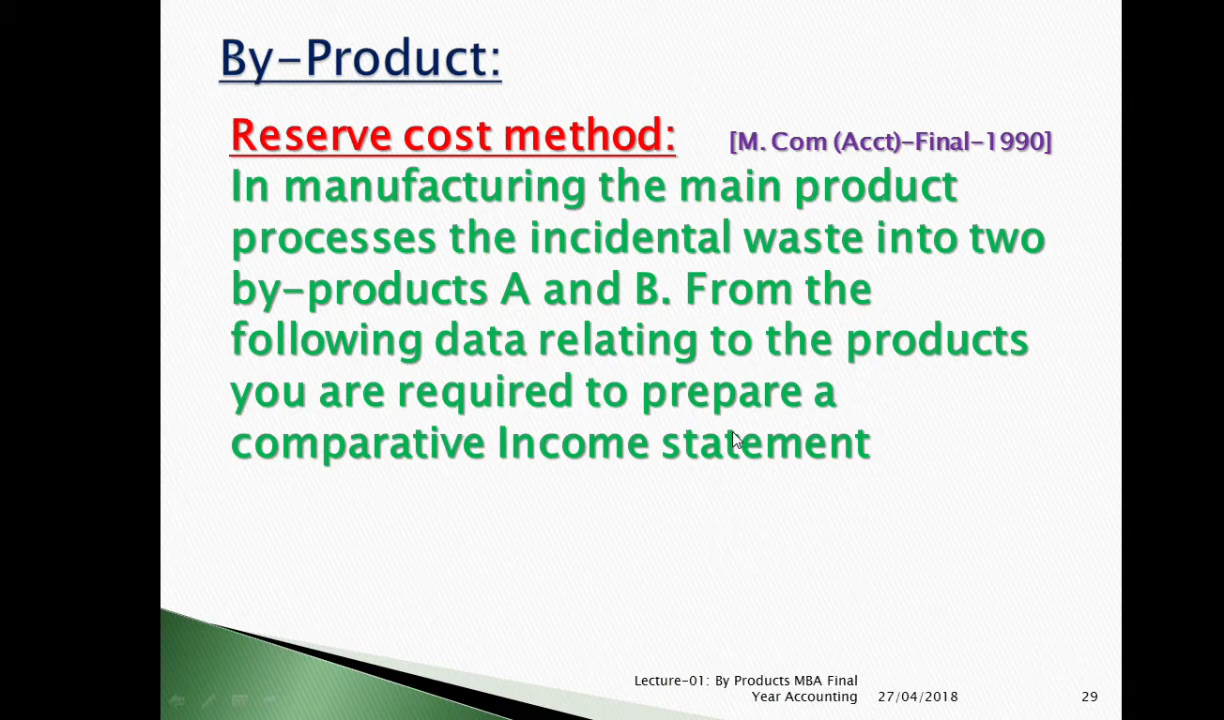 By-Product:
Reserve cost method: [M. Com (Acct)-Final-1990]
In manufacturing the main product
processes the incidental waste into two
by-products A and B. From the
following data relating to the products
you are required to prepare a
comparative Income statement
Lecture-01: By Products MBA Final
Year Accounting 27/04/2018 29